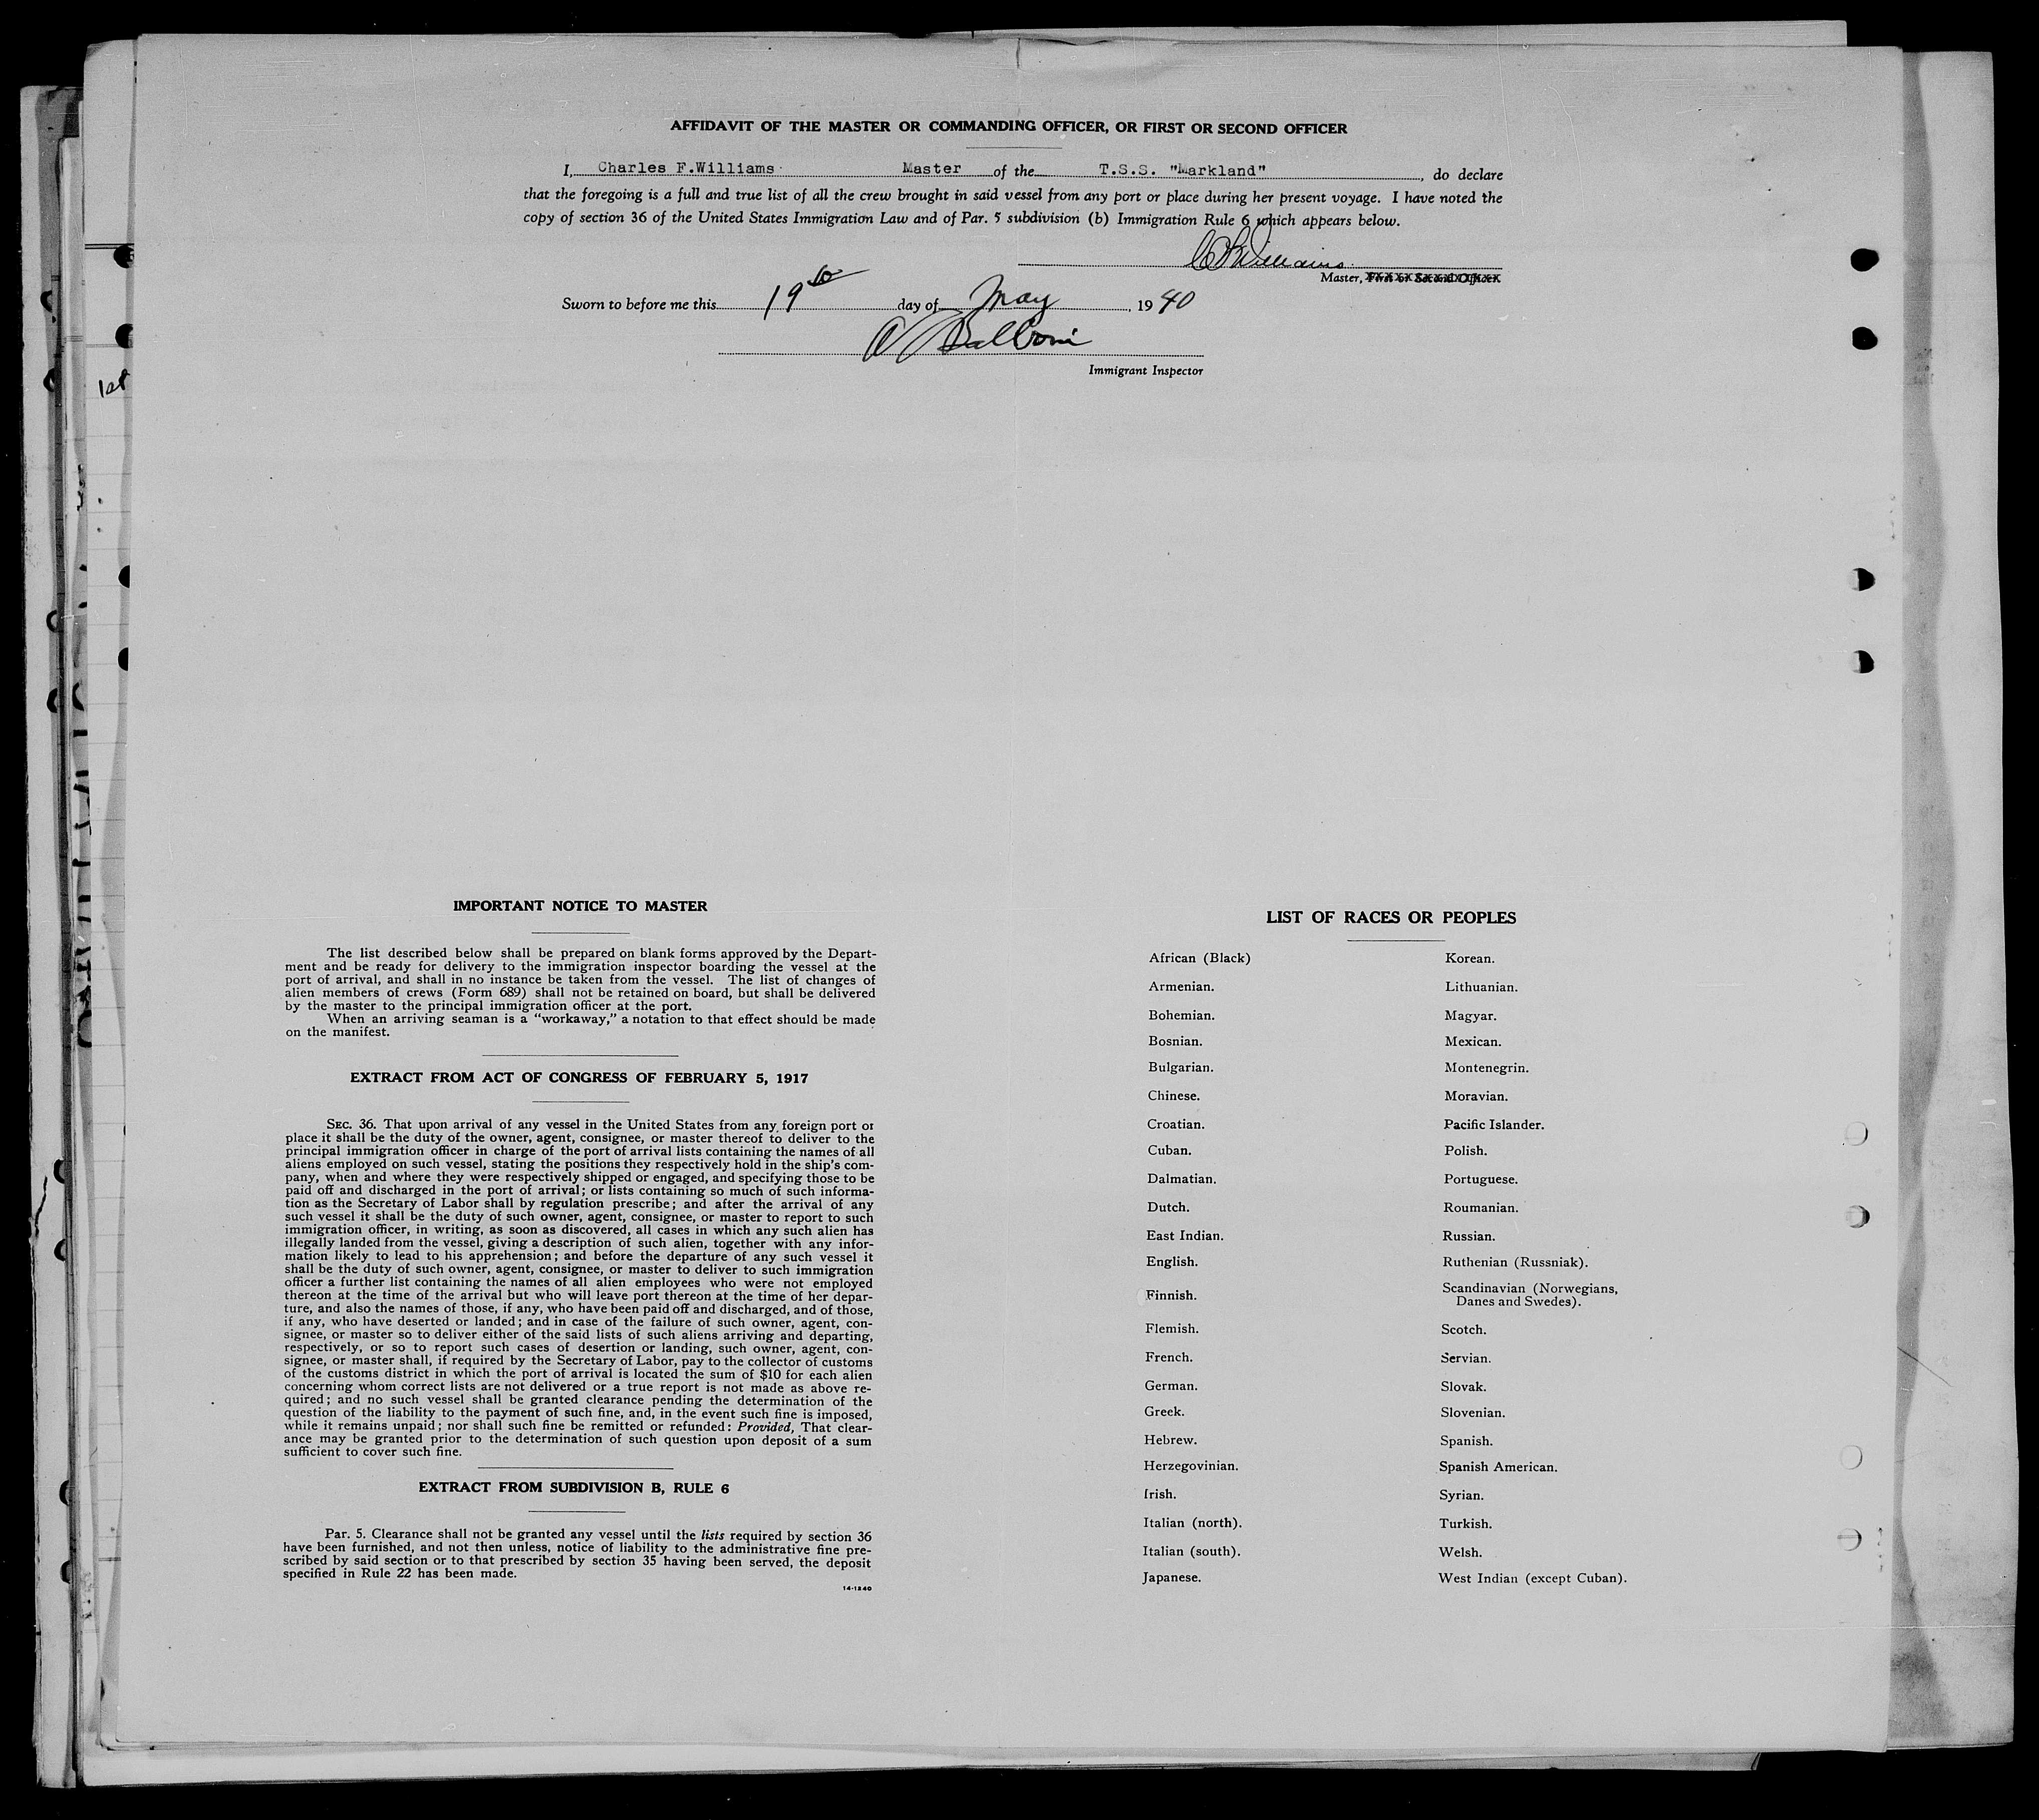 AFFIDAVIT OF THE MASTER OR COMMANDING OFFICER, OR FIRST OR SECOND OFFICER
I, Charles F.Williams Master of the T.S.S. "Markland", do declare
that the foregoing is a full and true list of all the crew brought in said vessel from any port or place during her present voyage. I have noted the
copy of section 36 of the United States Immigration Law and of Par. 5 subdivision (b) Immigration Rule 6 which appears below.
C F Williams
Master, First or Second Officer
Sworn to before me this 19th day of May, 1940
Balboni
Immigrant Inspector
1st
IMPORTANT NOTICE TO MASTER
The list described below shall be prepared on blank forms approved by the Depart-
ment and be ready for delivery to the immigration inspector boarding the vessel at the
port of arrival, and shall in no instance be taken from the vessel. The list of changes of
alien members of crews (Form 689) shall not be retained on board, but shall be delivered
by the master to the principal immigration officer at the port.
When an arriving seaman is a “workaway,” a notation to that effect should be made
on the manifest.
EXTRACT FROM ACT OF CONGRESS OF FEBRUARY 5, 1917
SEC. 36. That upon arrival of any vessel in the United States from any foreign port or
place it shall be the duty of the owner, agent, consignee, or master thereof to deliver to the
principal immigration officer in charge of the port of arrival lists containing the names of all
aliens employed on such vessel, stating the positions they respectively hold in the ship's com-
pany, when and where they were respectively shipped or engaged, and specifying those to be
paid off and discharged in the port of arrival; or lists containing so much of such informa-
tion as the Secretary of Labor shall by regulation prescribe; and after the arrival of any
such vessel it shall be the duty of such owner, agent, consignee, or master to report to such
immigration officer, in writing, as soon as discovered, all cases in which any such alien has
illegally landed from the vessel, giving a description of such alien, together with any infor-
mation likely to lead to his apprehension; and before the departure of any such vessel it
shall be the duty of such owner, agent, consignee, or master to deliver to such immigration
officer a further list containing the names of all alien employees who were not employed
thereon at the time of the arrival but who will leave port thereon at the time of her depar-
ture, and also the names of those, if any, who have been paid off and discharged, and of those,
if any, who have deserted or landed; and in case of the failure of such owner, agent, con-
signee, or master so to deliver either of the said lists of such aliens arriving and departing,
respectively, or so to report such cases of desertion or landing, such owner, agent, con-
signee, or master shall, if required by the Secretary of Labor, pay to the collector of customs
of the customs district in which the port of arrival is located the sum of $10 for each alien
concerning whom correct lists are not delivered or a true report is not made as above re-
quired; and no such vessel shall be granted clearance pending the determination of the
question of the liability to the payment of such fine, and, in the event such fine is imposed,
while it remains unpaid; nor shall such fine be remitted or refunded: Provided, That clear-
ance may be granted prior to the determination of such question upon deposit of a sum
sufficient to cover such fine.
EXTRACT FROM SUBDIVISION B, RULE 6
Par. 5. Clearance shall not be granted any vessel until the lists required by section 36
have been furnished, and not then unless, notice of liability to the administrative fine pre-
scribed by said section or to that prescribed by section 35 having been served, the deposit
specified in Rule 22 has been made.
14-1240
LIST OF RACES OR PEOPLES
African (Black)
Armenian.
Bohemian.
Bosnian.
Bulgarian.
Chinese.
Croatian.
Cuban.
Dalmatian.
Dutch.
East Indian.
English.
Finnish.
Flemish.
French.
German.
Greek.
Hebrew.
Herzegovinian.
Irish.
Italian (north).
Italian (south).
Japanese.
Korean.
Lithuanian.
Magyar.
Mexican.
Montenegrin.
Moravian.
Pacific Islander.
Polish.
Portuguese.
Roumanian.
Russian.
Ruthenian (Russniak).
Scandinavian (Norwegians,
Danes and Swedes).
Scotch.
Servian.
Slovak.
Slovenian.
Spanish.
Spanish American.
Syrian.
Turkish.
Welsh.
West Indian (except Cuban).